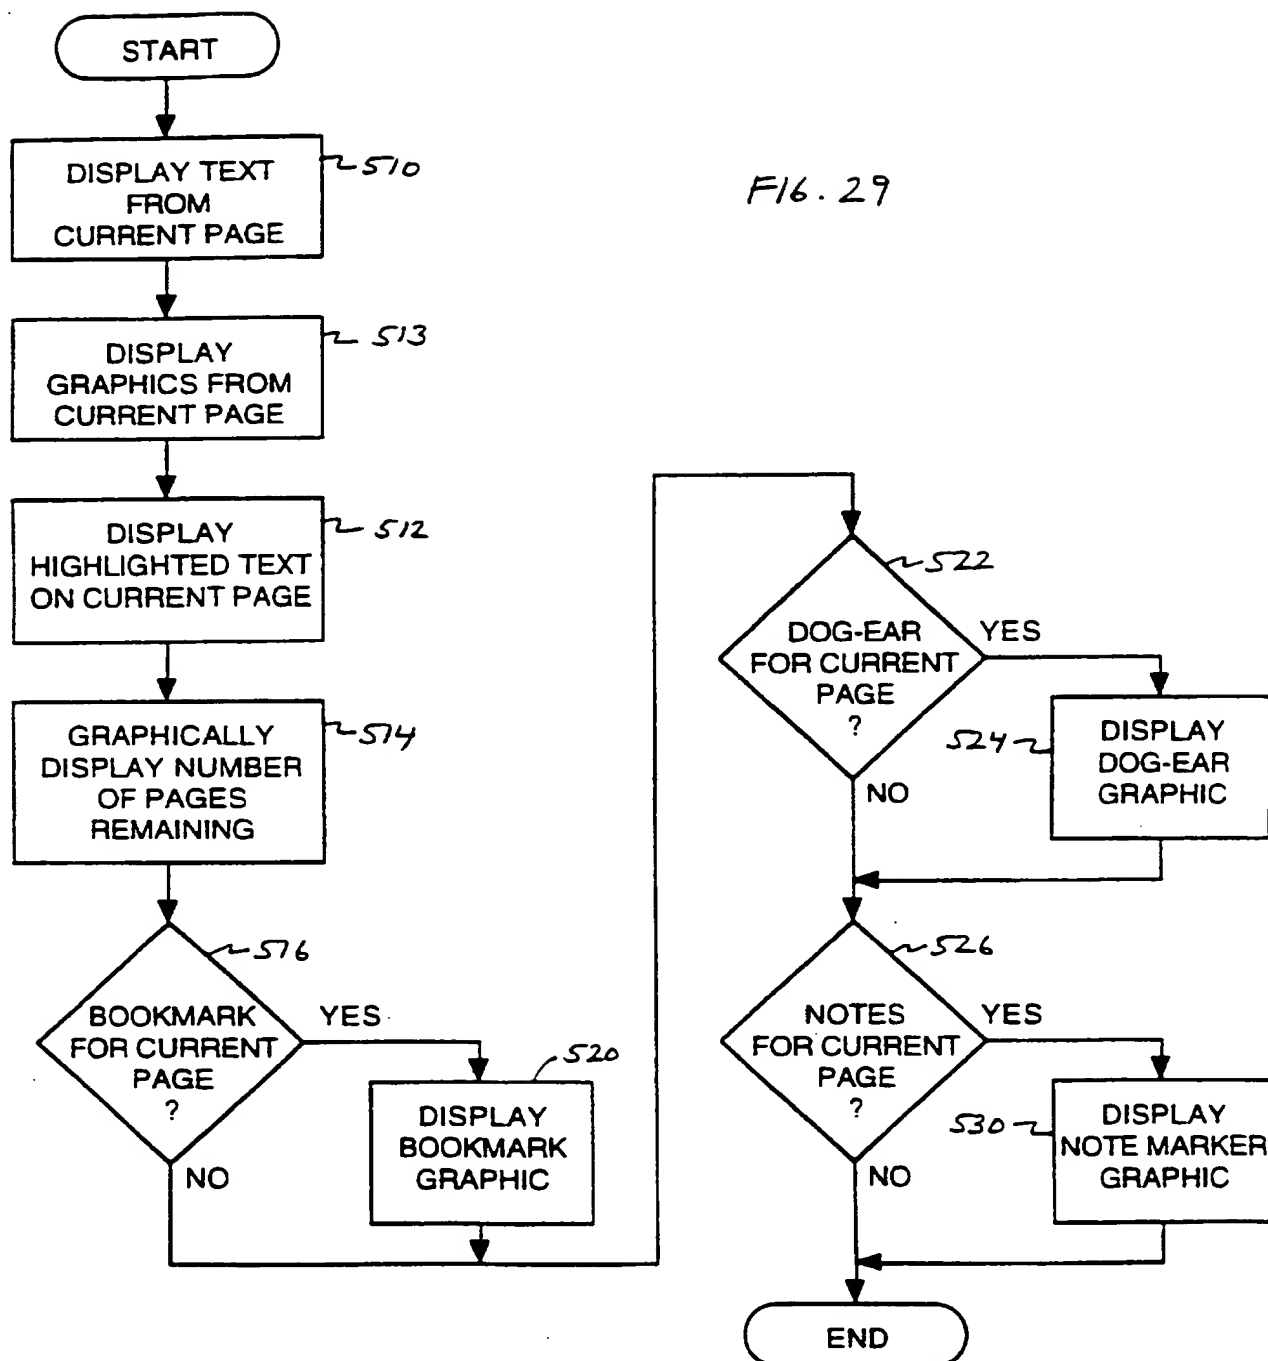 START
DISPLAY TEXT
FROM
CURRENT PAGE
510
FIG. 29
DISPLAY
GRAPHICS FROM
CURRENT PAGE
513
DISPLAY
HIGHLIGHTED TEXT
ON CURRENT PAGE
512
GRAPHICALLY
DISPLAY NUMBER
OF PAGES
REMAINING
514
BOOKMARK
FOR CURRENT
PAGE
?
516
YES
NO
520
DISPLAY
BOOKMARK
GRAPHIC
522
DOG-EAR
FOR CURRENT
PAGE
?
YES
NO
524
DISPLAY
DOG-EAR
GRAPHIC
526
NOTES
FOR CURRENT
PAGE
?
YES
NO
530
DISPLAY
NOTE MARKER
GRAPHIC
END